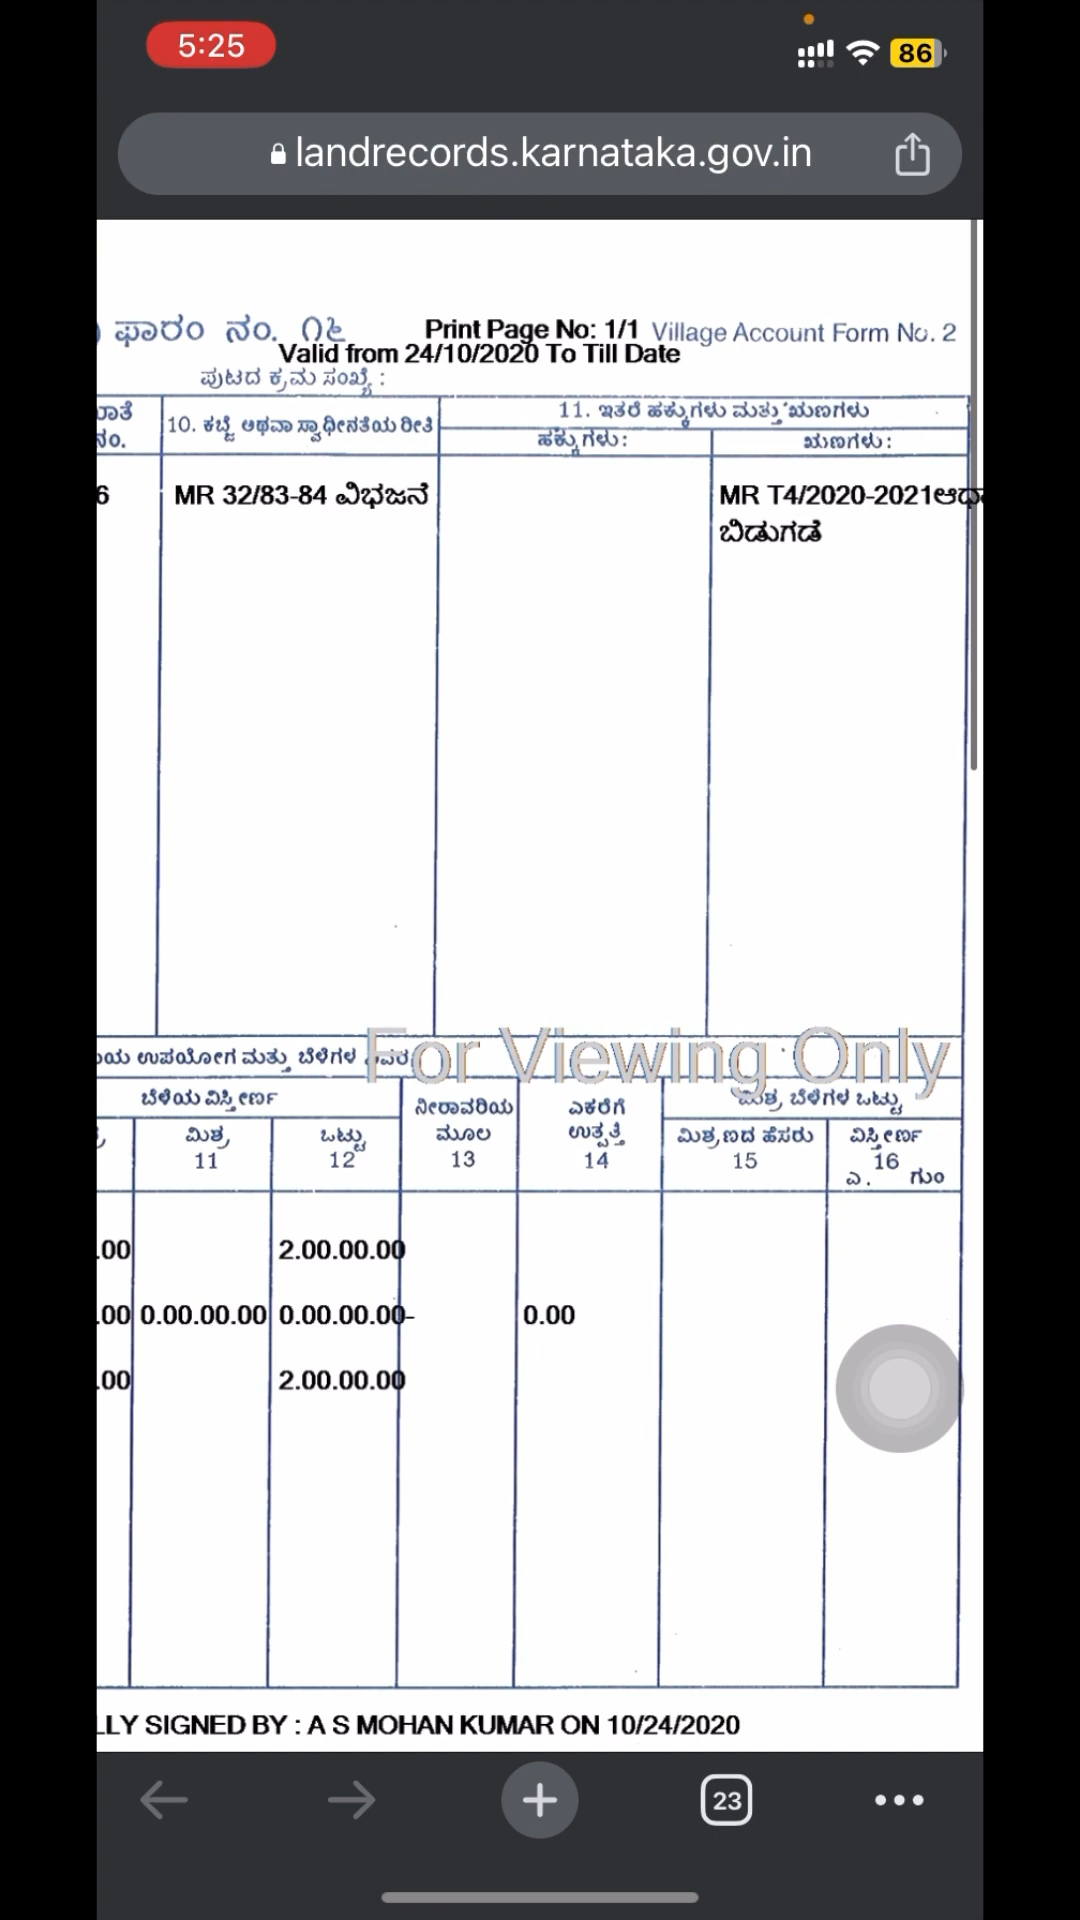 5:25
86
landrecords.karnataka.gov.in
ಫಾರಂ ನಂ. ೧೬ Print Page No: 1/1 Village Account Form No. 2
Valid from 24/10/2020 To Till Date
ಪುಟದ ಕ್ರಮ ಸಂಖ್ಯೆ :
ನಂ. 10. ಕಬ್ಜೆ ಅಥವಾ ಸ್ವಾಧೀನತೆಯ ರೀತಿ 11. ಇತರೆ ಹಕ್ಕುಗಳು ಮತ್ತು ಋಣಗಳು
ಹಕ್ಕುಗಳು: ಋಣಗಳು:
6 MR 32/83-84 ವಿಭಜನೆ MR T4/2020-2021ಆಧಾ
ಬಿಡುಗಡೆ
For Viewing Only
ಯ ಉಪಯೋಗ ಮತ್ತು ಬೆಳೆಗಳ
ಬೆಳೆಯ ವಿಸ್ತೀರ್ಣ ನೀರಾವರಿಯ ಎಕರೆಗೆ ಮಿಶ್ರ ಬೆಳೆಗಳ ಒಟ್ಟು
ಮಿಶ್ರ ಒಟ್ಟು ಮೂಲ ಉತ್ಪತ್ತಿ ಮಿಶ್ರಣದ ಹೆಸರು ವಿಸ್ತೀರ್ಣ
11 12 13 14 15 16
ಎ. ಗುಂ
.00 2.00.00.00
.00 0.00.00.00 0.00.00.00- 0.00
.00 2.00.00.00
LLY SIGNED BY : A S MOHAN KUMAR ON 10/24/2020
23